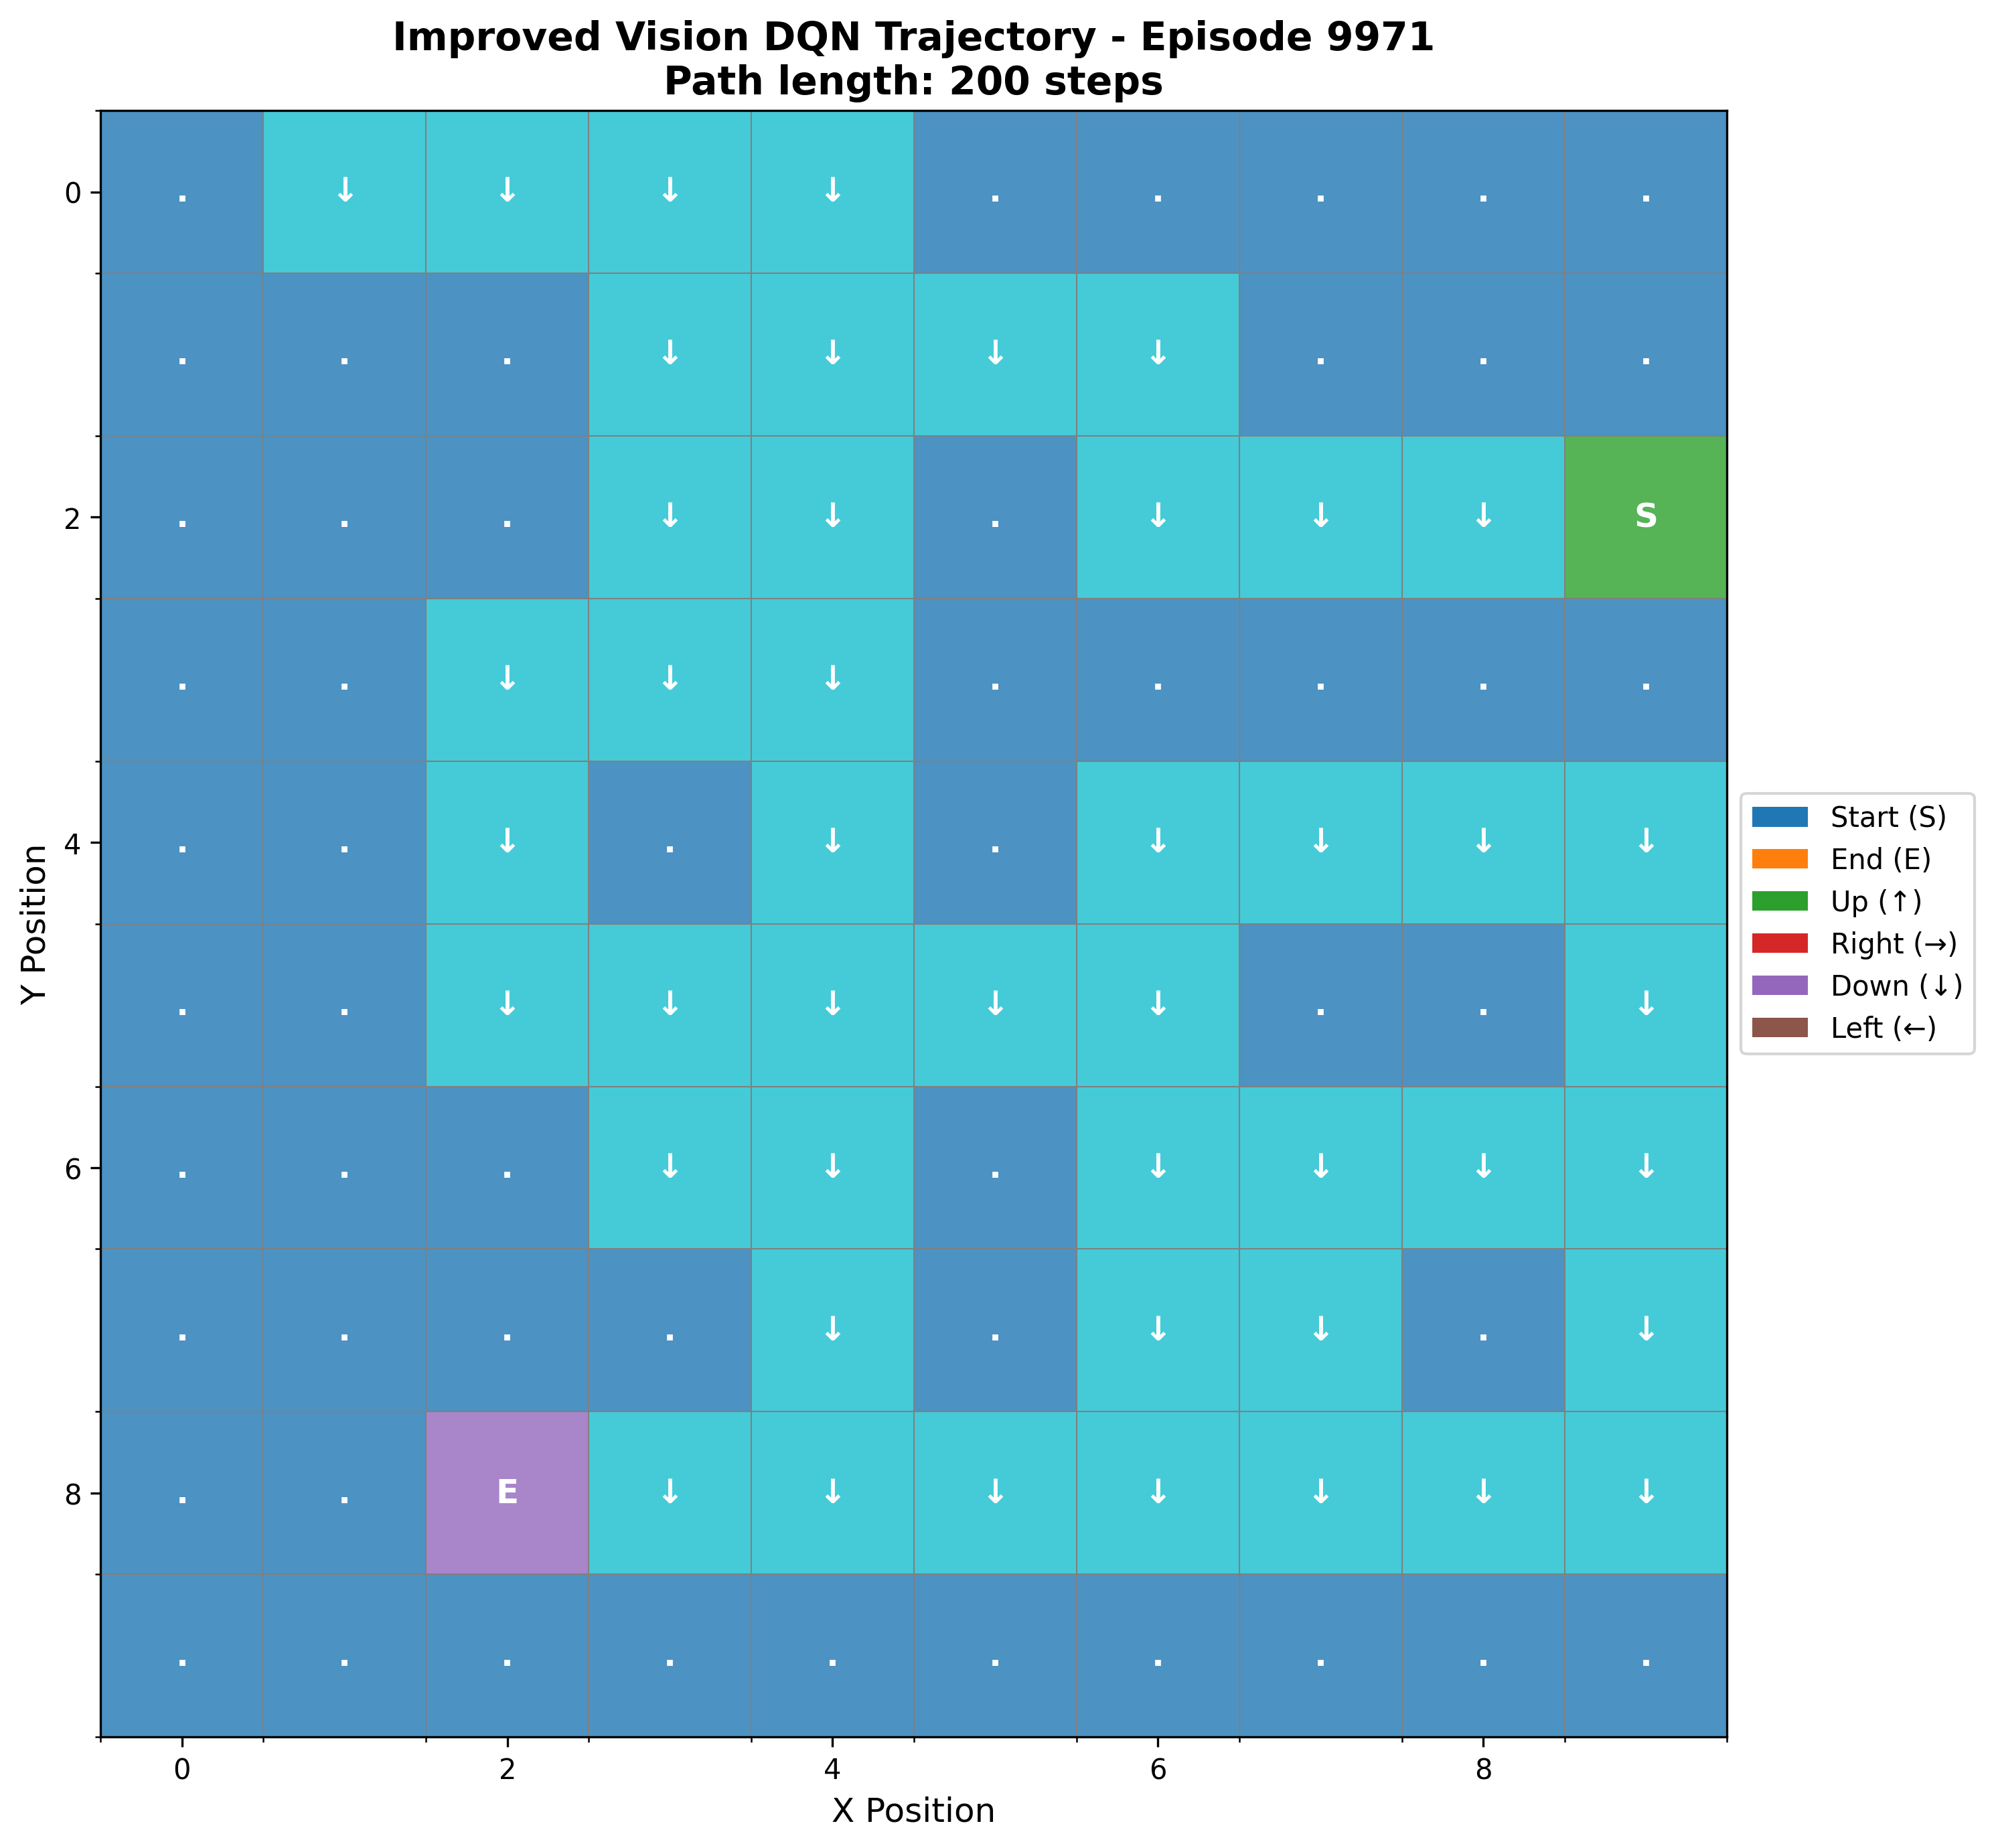 Improved Vision DQN Trajectory - Episode 9971
Path length: 200 steps
0 . ↓ ↓ ↓ ↓ . . . . .
. . . ↓ ↓ ↓ ↓ . . .
2 . . . ↓ ↓ . ↓ ↓ ↓ S
. . ↓ ↓ ↓ . . . . .
4 . . ↓ . ↓ . ↓ ↓ ↓ ↓
. . ↓ ↓ ↓ ↓ ↓ . . ↓
6 . . . ↓ ↓ . ↓ ↓ ↓ ↓
. . . . ↓ . ↓ ↓ . ↓
8 . . E ↓ ↓ ↓ ↓ ↓ ↓ ↓
. . . . . . . . . .
0 2 4 6 8
X Position
Y Position
Start (S)
End (E)
Up (↑)
Right (→)
Down (↓)
Left (←)